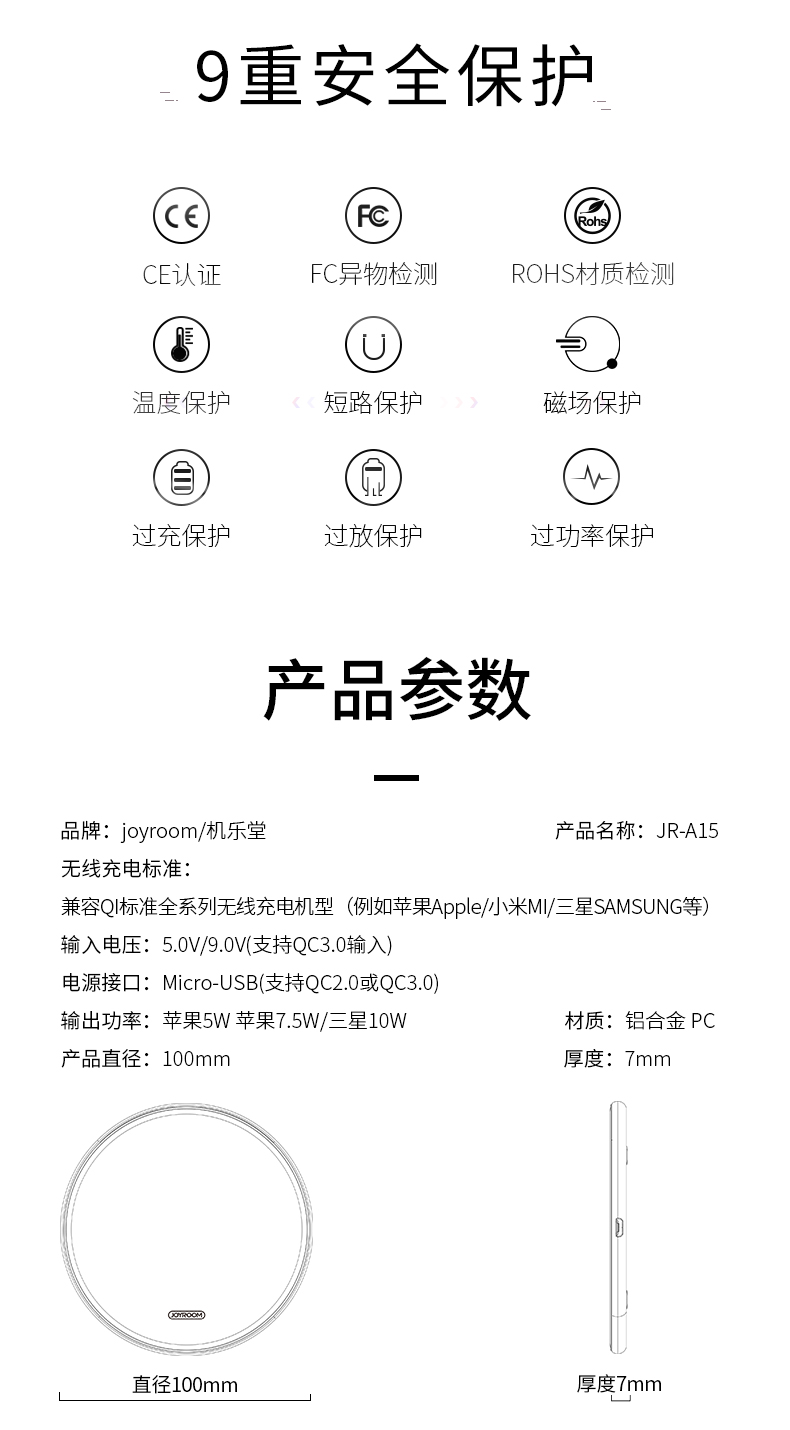 9重安全保护
CE
FC
Rohs
CE认证
FC异物检测
ROHS材质检测
温度保护
短路保护
磁场保护
过充保护
过放保护
过功率保护
产品参数
品牌：joyroom/机乐堂
产品名称：JR-A15
无线充电标准：
兼容QI标准全系列无线充电机型（例如苹果Apple/小米MI/三星SAMSUNG等）
输入电压：5.0V/9.0V(支持QC3.0输入)
电源接口：Micro-USB(支持QC2.0或QC3.0)
输出功率：苹果5W 苹果7.5W/三星10W
材质：铝合金 PC
产品直径：100mm
厚度：7mm
JOYROOM
直径100mm
厚度7mm